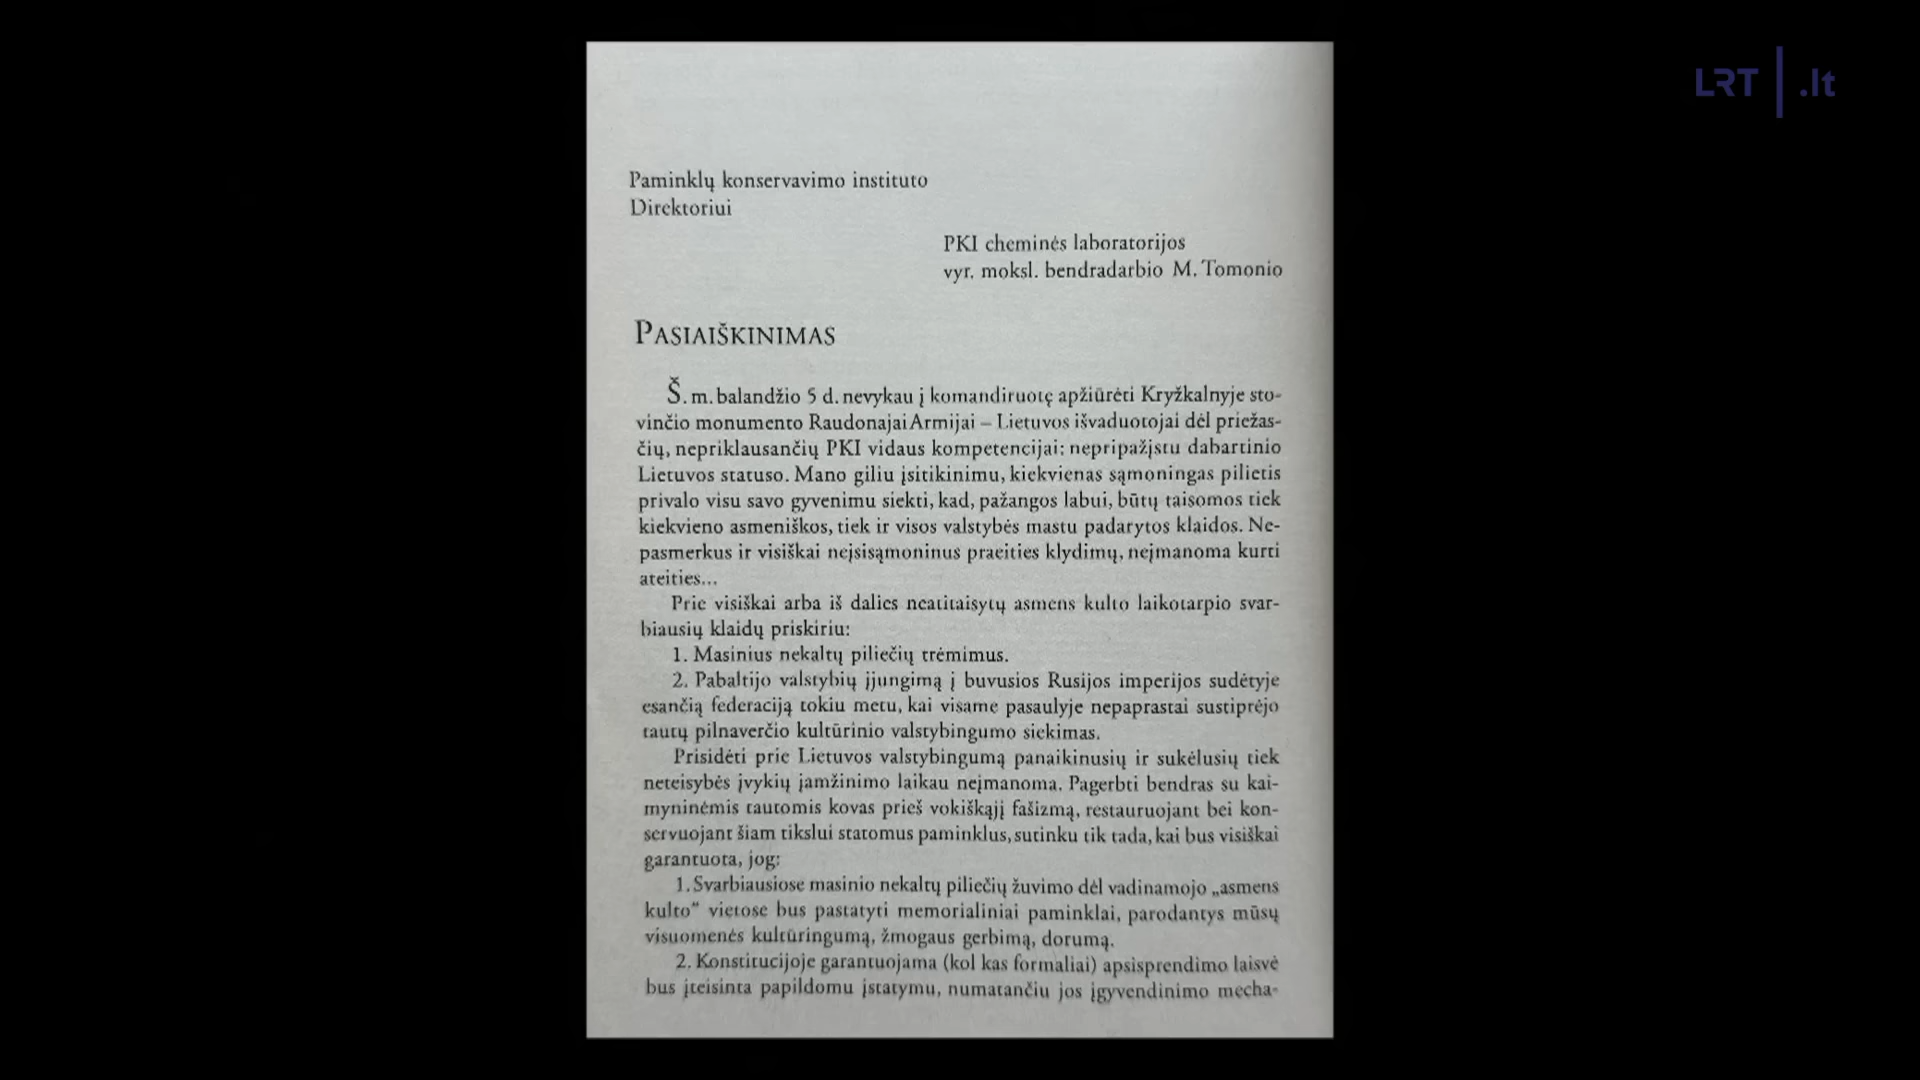 LRT .lt
Paminklų konservavimo instituto
Direktoriui
PKI cheminės laboratorijos
vyr. moksl. bendradarbio M. Tomonio
PASIAIŠKINIMAS
Š. m. balandžio 5 d. nevykau į komandiruotę apžiūrėti Kryžkalnyje sto-
vinčio monumento Raudonajai Armijai – Lietuvos išvaduotojai dėl priežas-
čių, nepriklausančių PKI vidaus kompetencijai: nepripažįstu dabartinio
Lietuvos statuso. Mano giliu įsitikinimu, kiekvienas sąmoningas pilietis
privalo visu savo gyvenimu siekti, kad, pažangos labui, būtų taisomos tiek
kiekvieno asmeniškos, tiek ir visos valstybės mastu padarytos klaidos. Ne-
pasmerkus ir visiškai neįsisąmoninus praeities klydimų, neįmanoma kurti
ateities...
Prie visiškai arba iš dalies neatitaisytų asmens kulto laikotarpio svar-
biausių klaidų priskiriu:
1. Masinius nekaltų piliečių trėmimus.
2. Pabaltijo valstybių įjungimą į buvusios Rusijos imperijos sudėtyje
esančią federaciją tokiu metu, kai visame pasaulyje nepaprastai sustiprėjo
tautų pilnaverčio kultūrinio valstybingumo siekimas.
Prisidėti prie Lietuvos valstybingumą panaikinusių ir sukėlusių tiek
neteisybės įvykių įamžinimo laikau neįmanoma. Pagerbti bendras su kai-
myninėmis tautomis kovas prieš vokiškąjį fašizmą, restauruojant bei kon-
servuojant šiam tikslui statomus paminklus, sutinku tik tada, kai bus visiškai
garantuota, jog:
1. Svarbiausiose masinio nekaltų piliečių žuvimo dėl vadinamojo „asmens
kulto“ vietose bus pastatyti memorialiniai paminklai, parodantys mūsų
visuomenės kultūringumą, žmogaus gerbimą, dorumą.
2. Konstitucijoje garantuojama (kol kas formaliai) apsisprendimo laisvė
bus įteisinta papildomu įstatymu, numatančiu jos įgyvendinimo mecha-